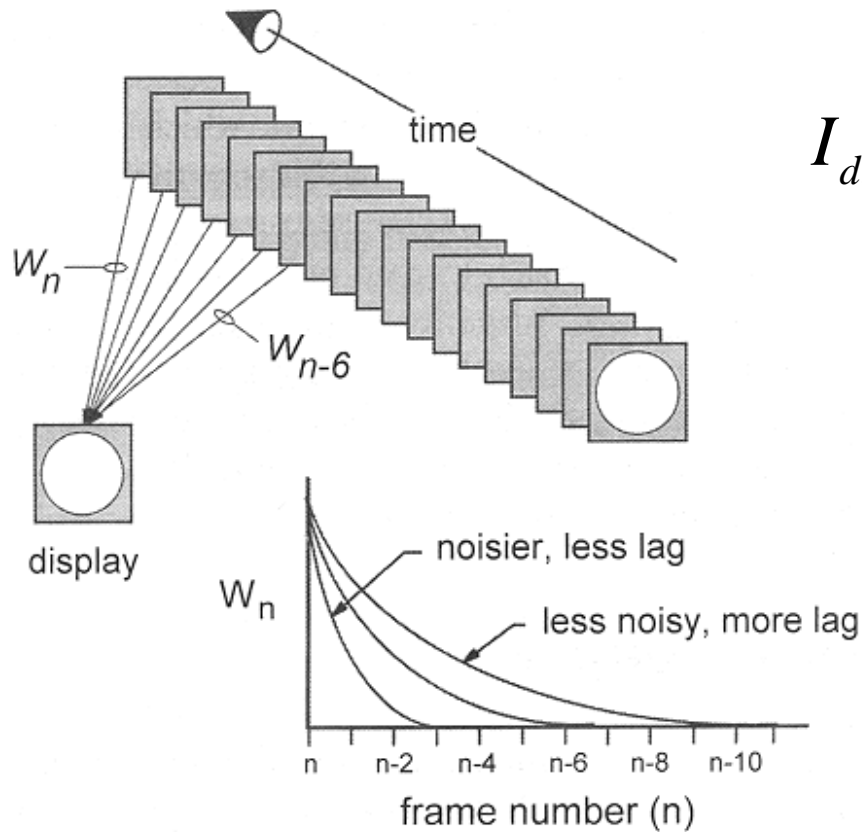 time
I_d
W_n
W_{n-6}
display
noisier, less lag
W_n
less noisy, more lag
n n-2 n-4 n-6 n-8 n-10
frame number (n)